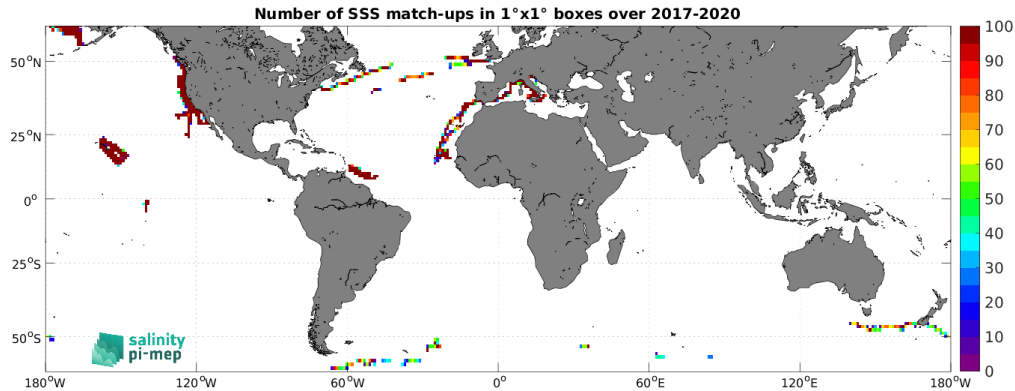 Number of SSS match-ups in 1°x1° boxes over 2017-2020
50°N
25°N
0°
25°S
50°S
180°W
120°W
60°W
0°
60°E
120°E
180°W
100
90
80
70
60
50
40
30
20
10
0
salinity
pi-mep